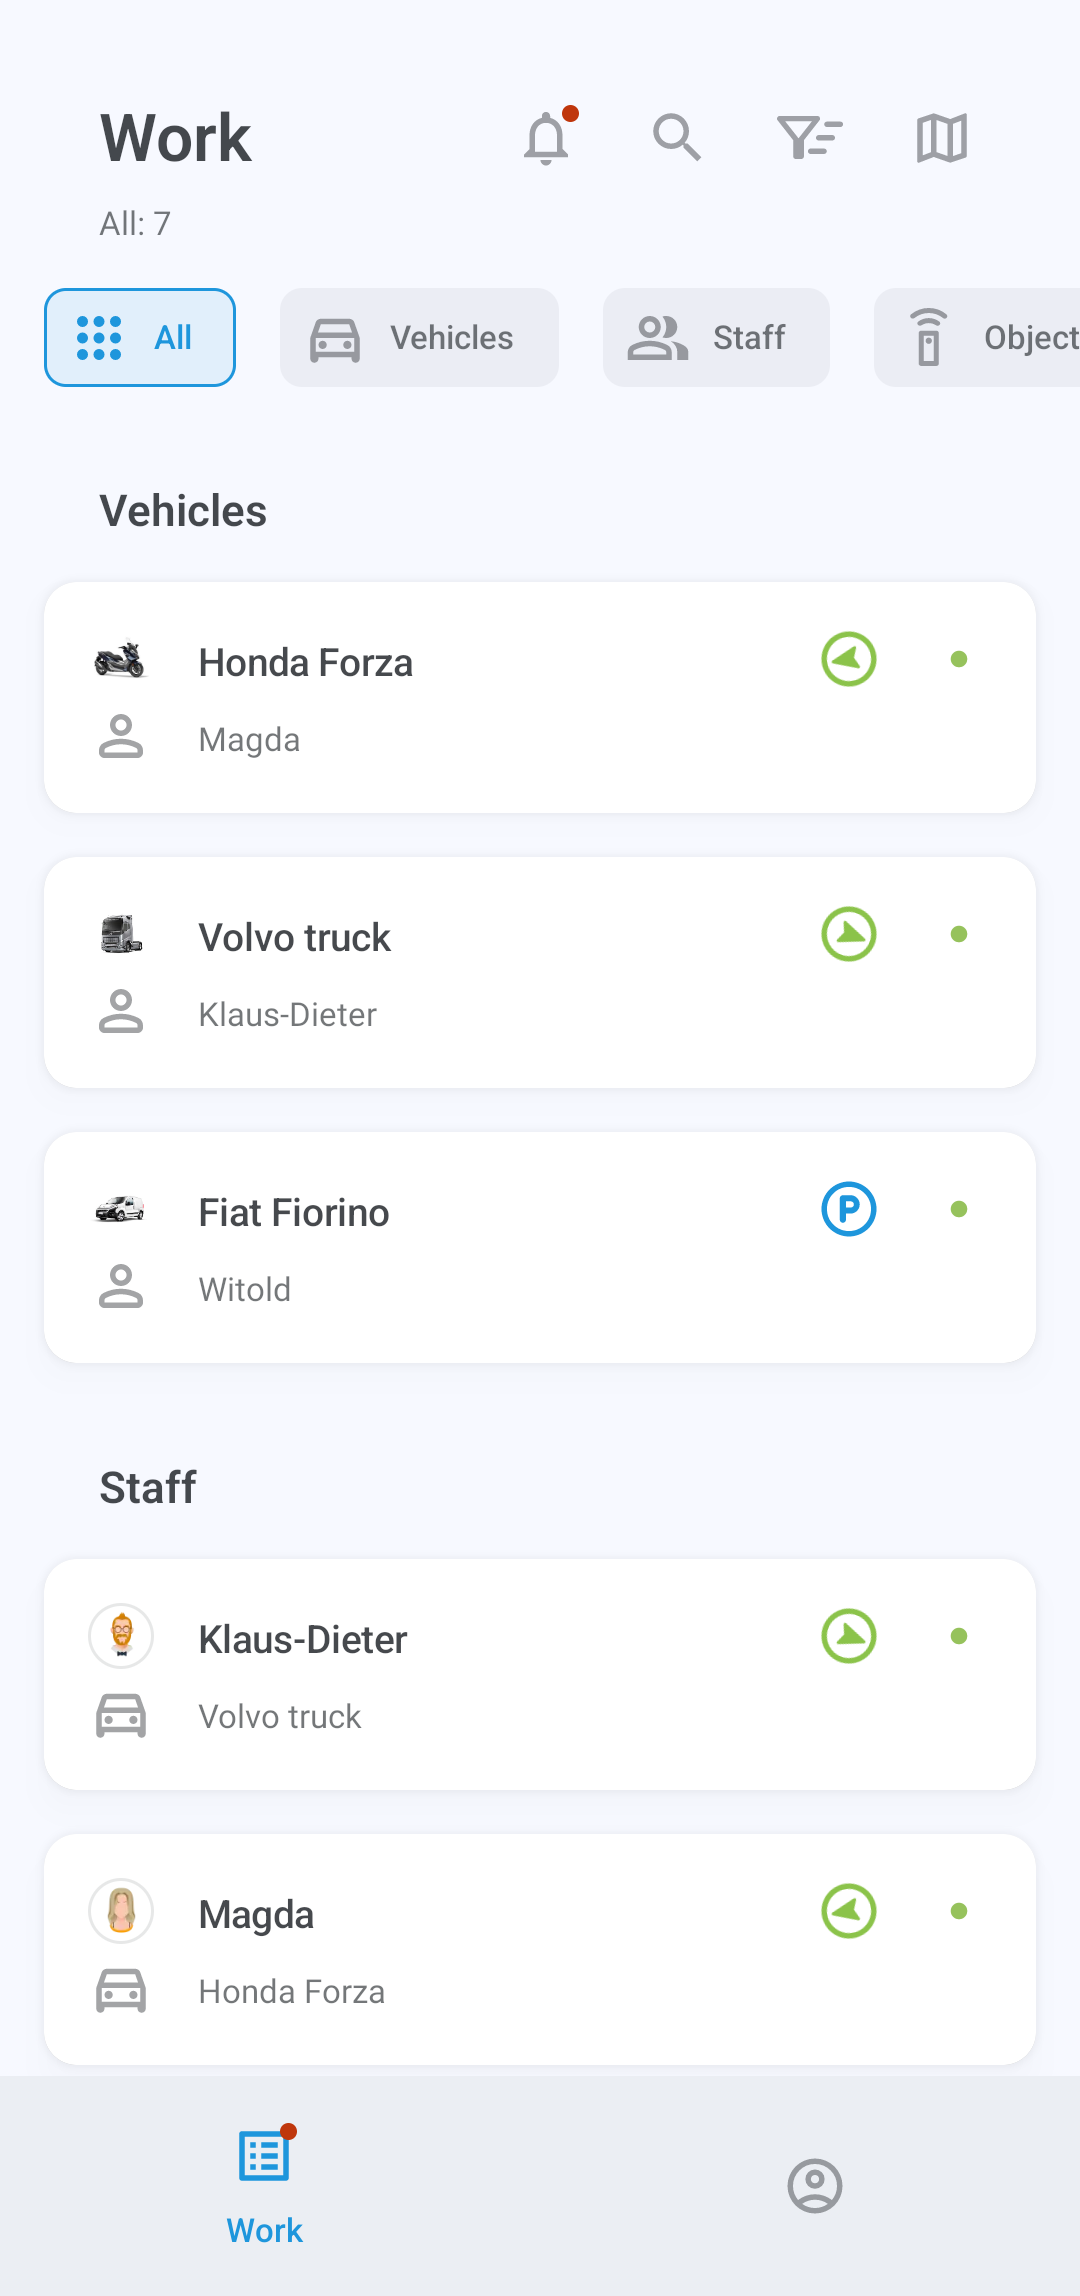 Work
All: 7
All
Vehicles
Staff
Object
Vehicles
Honda Forza
Magda
Volvo truck
Klaus-Dieter
Fiat Fiorino
P
Witold
Staff
Klaus-Dieter
Volvo truck
Magda
Honda Forza
Work